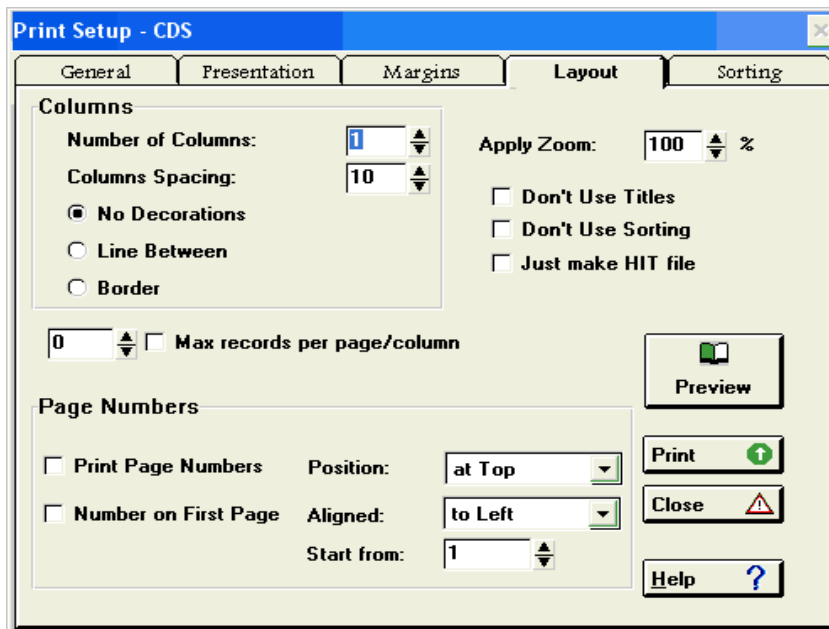 Print Setup - CDS
General Presentation Margins Layout Sorting
Columns
Number of Columns: 1
Columns Spacing: 10
No Decorations
Line Between
Border
Apply Zoom: 100 %
Don't Use Titles
Don't Use Sorting
Just make HIT file
0 Max records per page/column
Preview
Page Numbers
Print Page Numbers Position: at Top
Number on First Page Aligned: to Left
Start from: 1
Print
Close
Help ?